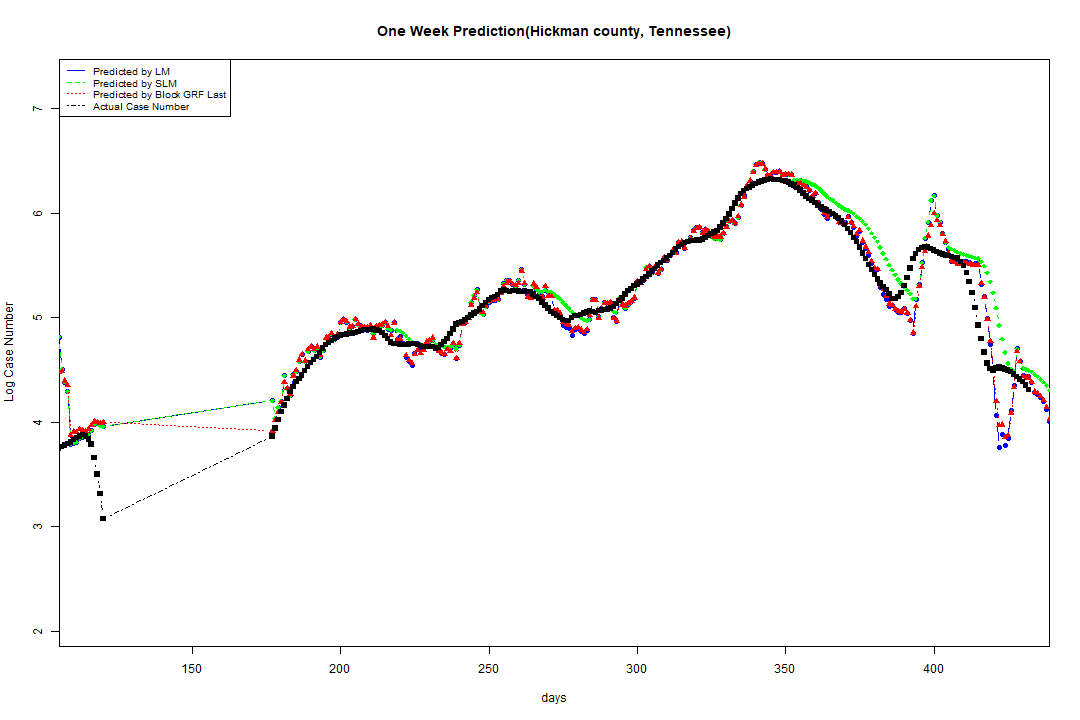 One Week Prediction(Hickman county, Tennessee)
Predicted by LM
Predicted by SLM
Predicted by Block GRF Last
Actual Case Number
Log Case Number
7
6
5
4
3
2
150 200 250 300 350 400
days